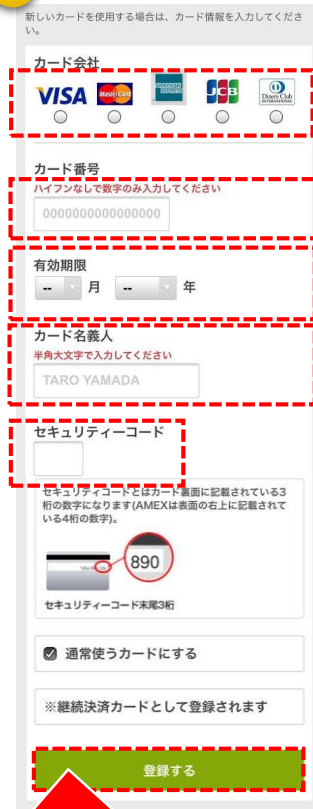 新しいカードを使用する場合は、カード情報を入力してくださ
い。
カード会社
VISA MasterCard AMERICAN EXPRESS JCB Diners Club INTERNATIONAL
カード番号
ハイフンなしで数字のみ入力してください
0000000000000000
有効期限
-- 月 -- 年
カード名義人
半角大文字で入力してください
TARO YAMADA
セキュリティーコード
セキュリティコードとはカード裏面に記載されている3
桁の数字になります(AMEXは表面の右上に記載されて
いる4桁の数字)。
890
セキュリティーコード末尾3桁
通常使うカードにする
※継続決済カードとして登録されます
登録する